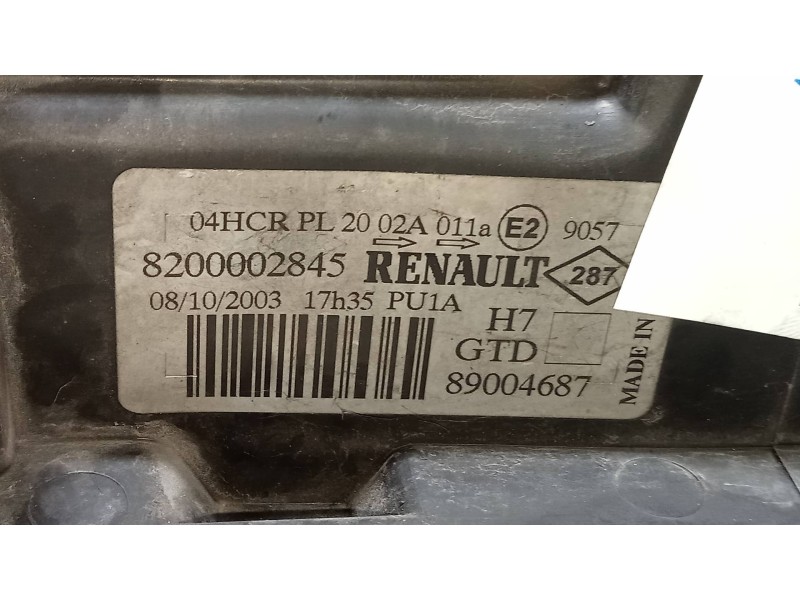 04HCR PL 20 02A 011a E2 9057
8200002845 RENAULT 287
08/10/2003 17h35 PU1A
H7
GTD
89004687
MADE IN